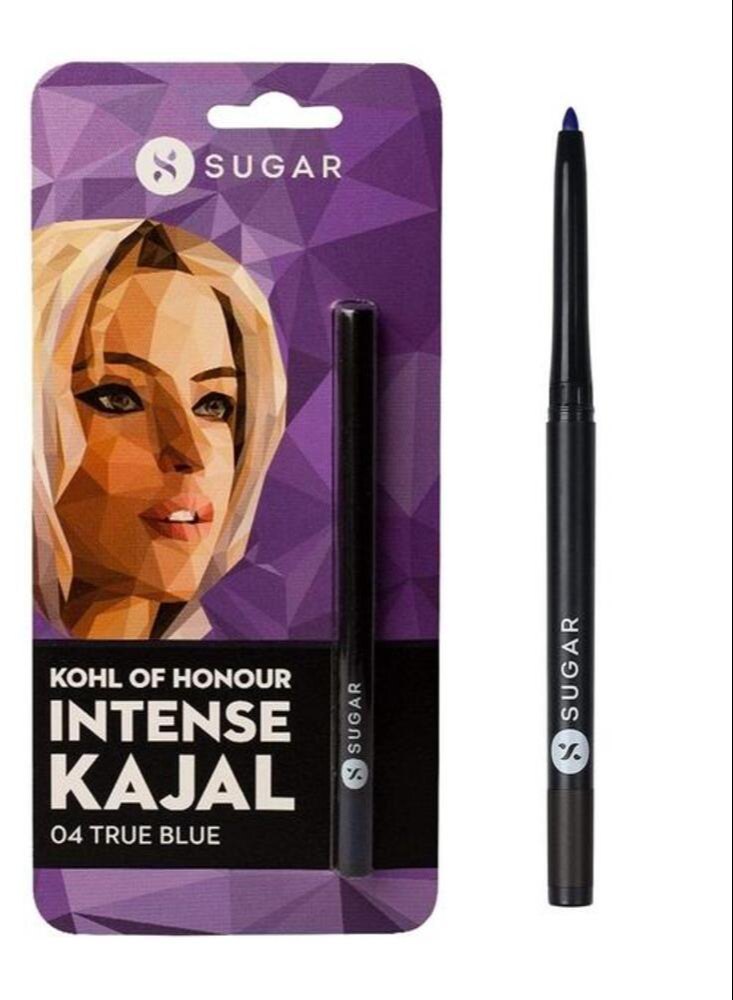 SUGAR
KOHL OF HONOUR
INTENSE
KAJAL
04 TRUE BLUE
SUGAR
SUGAR